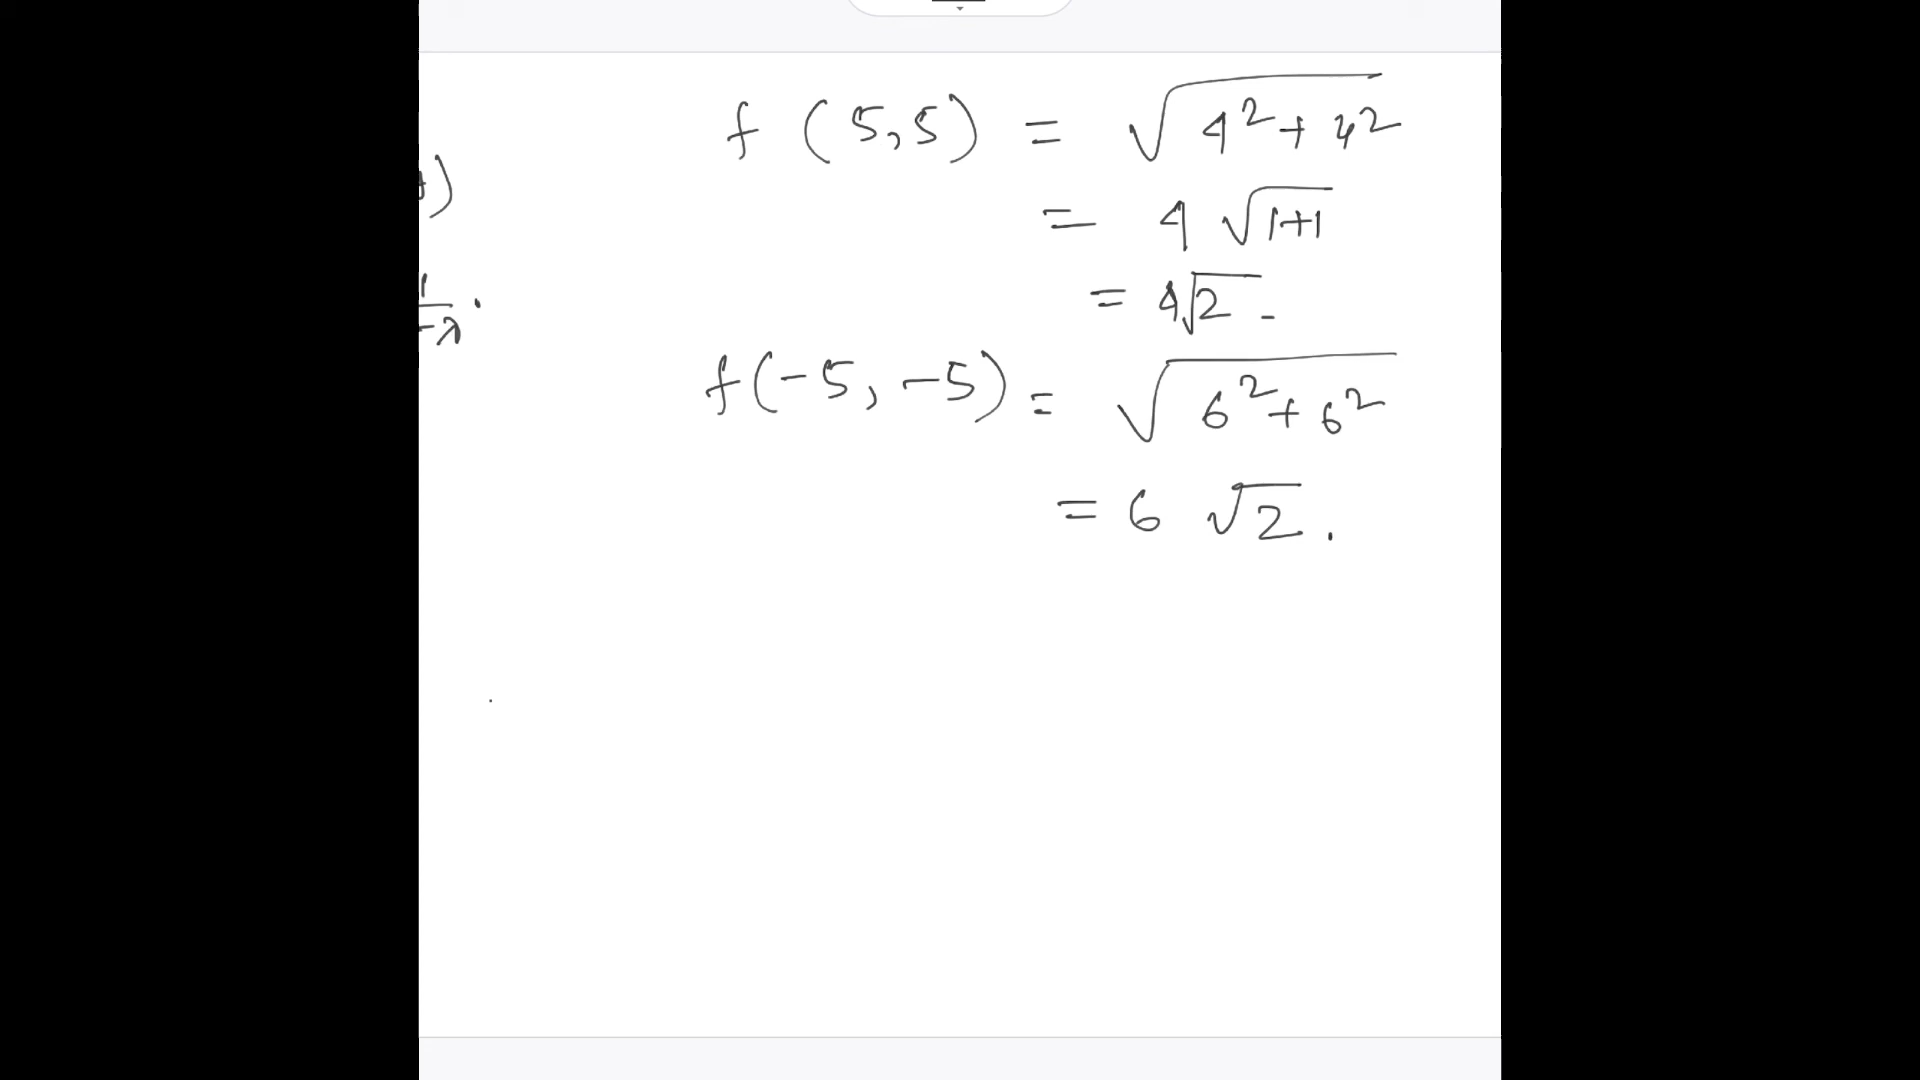 f (5,5) = √(4² + 4²)
= 4 √(1+1)
= 4√2 .
f(-5, -5) = √(6² + 6²)
= 6 √2 .